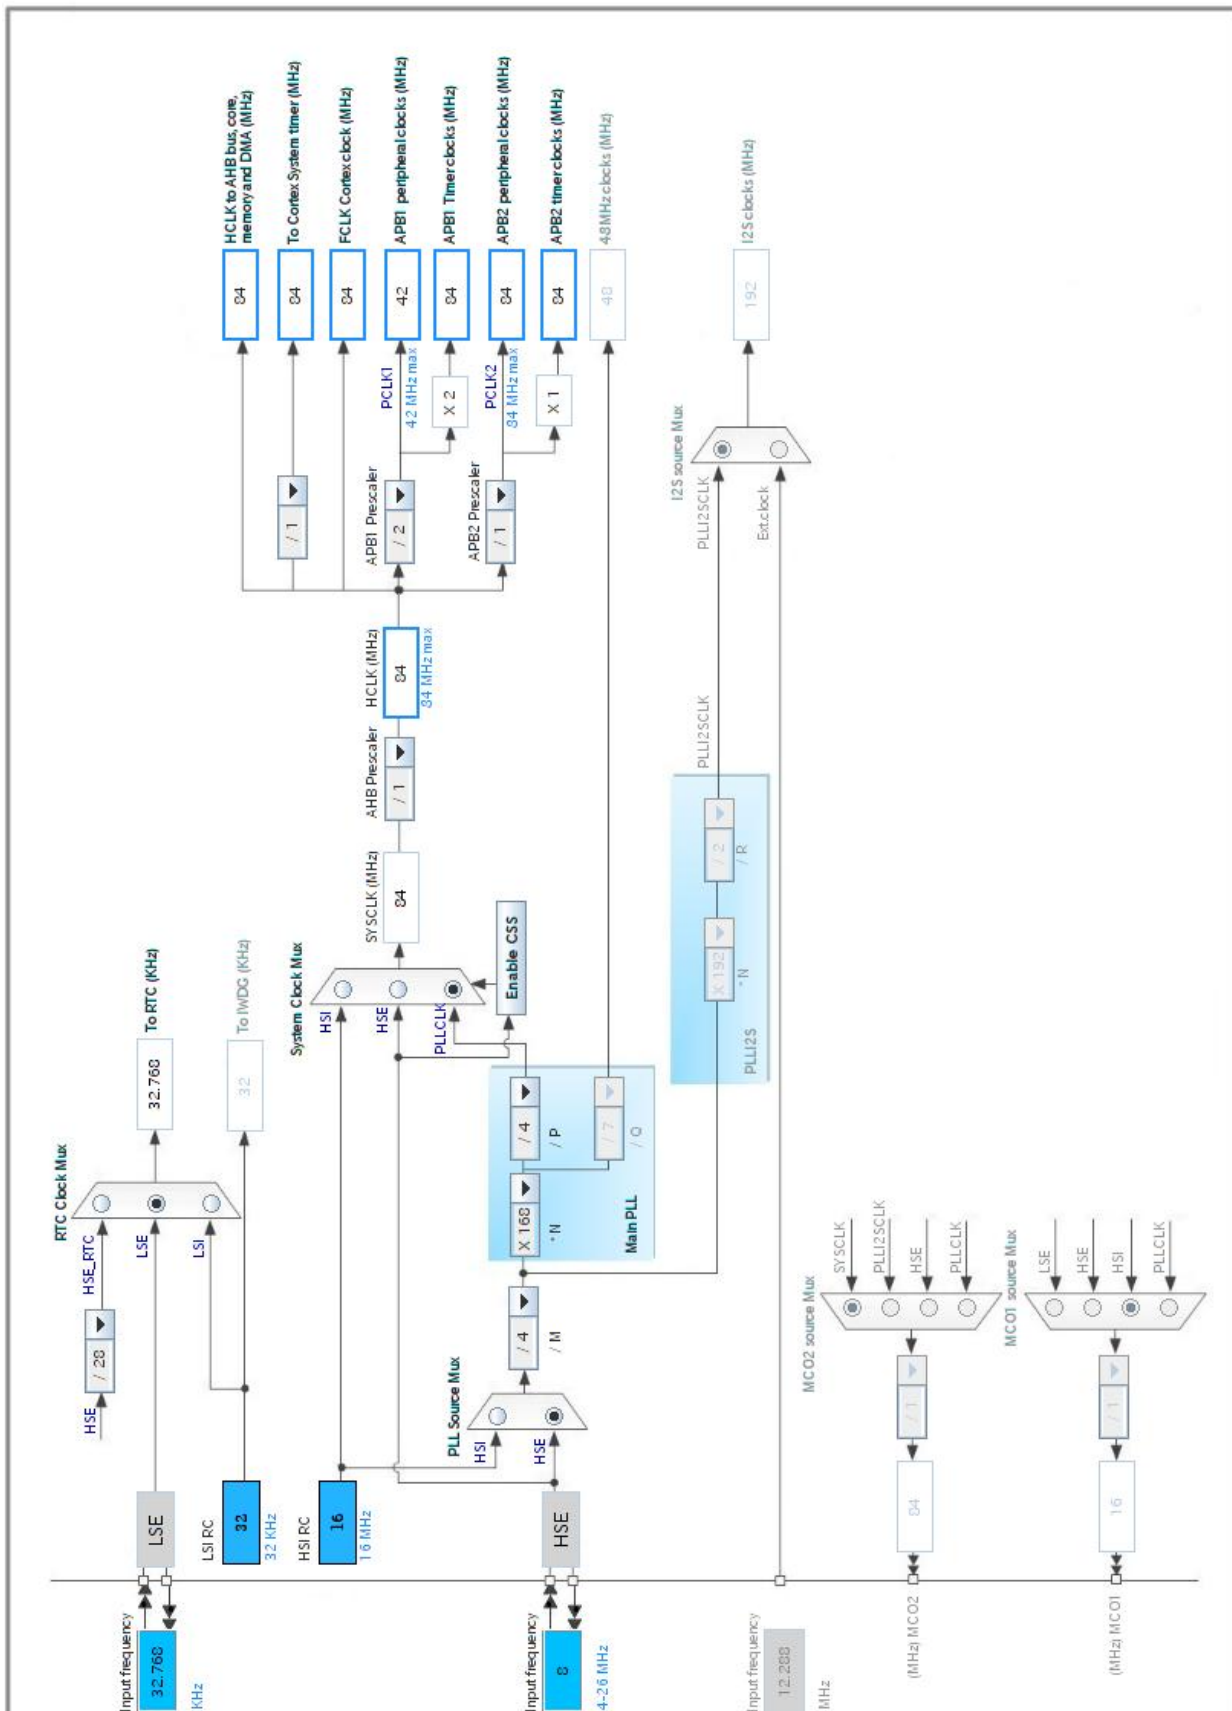 Input frequency
32.768
KHz
LSE
HSE
/ 28
HSE_RTC
LSE
LSI
RTC Clock Mux
32.768
To RTC (KHz)
LSI RC
32
32 KHz
32
To IWDG (KHz)
HSI RC
16
16 MHz
Input frequency
8
4-26 MHz
HSE
PLL Source Mux
HSI
HSE
/ 4
/ M
X 168
* N
/ 4
/ P
/ 7
/ Q
Main PLL
System Clock Mux
HSI
HSE
PLLCLK
Enable CSS
SYSCLK (MHz)
84
AHB Prescaler
/ 1
HCLK (MHz)
84
84 MHz max
/ 1
APB1 Prescaler
/ 2
PCLK1
42 MHz max
X 2
APB2 Prescaler
/ 1
PCLK2
84 MHz max
X 1
84
HCLK to AHB bus, core,
memory and DMA (MHz)
84
To Cortex System timer (MHz)
84
FCLK Cortex clock (MHz)
42
APB1 peripheral clocks (MHz)
84
APB1 Timer clocks (MHz)
84
APB2 peripheral clocks (MHz)
84
APB2 timer clocks (MHz)
48
48MHz clocks (MHz)
X 192
* N
/ 2
/ R
PLLI2S
PLLI2SCLK
PLLI2SCLK
Ext.clock
I2S source Mux
192
I2S clocks (MHz)
Input frequency
12.288
MHz
MCO2 source Mux
SYSCLK
PLLI2SCLK
HSE
PLLCLK
/ 1
84
(MHz) MCO2
MCO1 source Mux
LSE
HSE
HSI
PLLCLK
/ 1
16
(MHz) MCO1